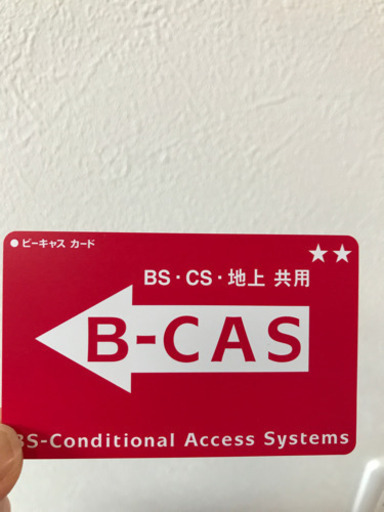 ●ビーキャス カード
★★
BS・CS・地上 共用
B-CAS
BS-Conditional Access Systems